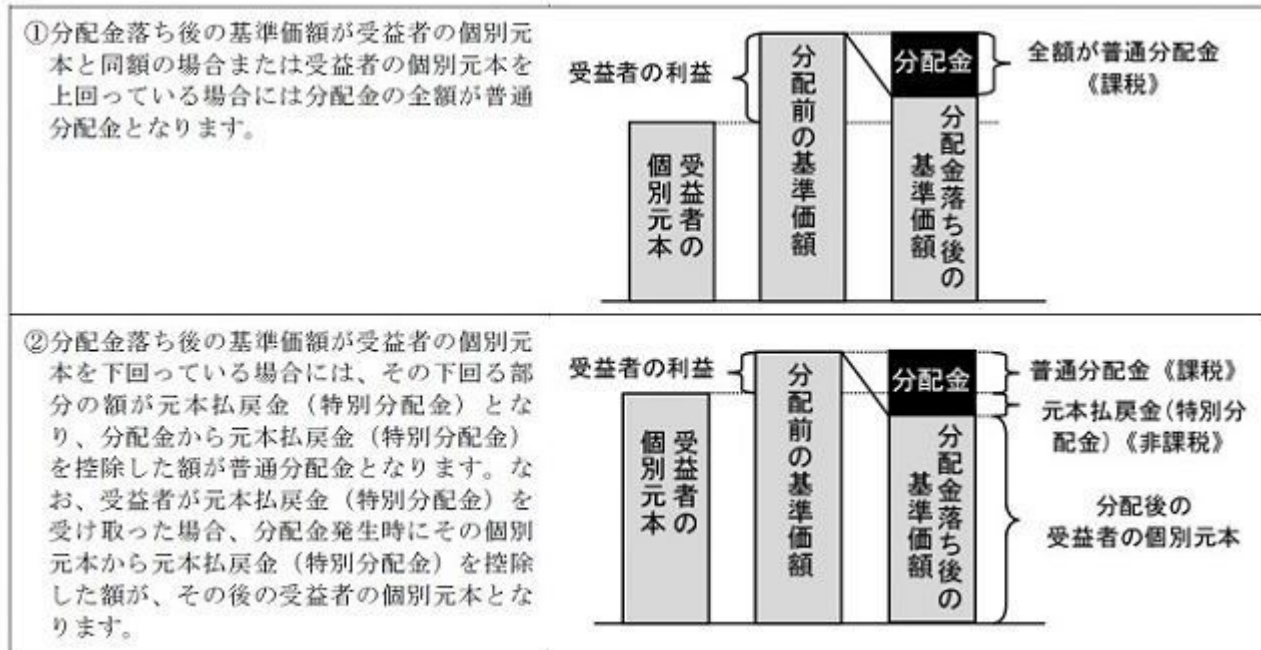 ①分配金落ち後の基準価額が受益者の個別元
本と同額の場合または受益者の個別元本を
上回っている場合には分配金の全額が普通
分配金となります。
受益者の利益
受益者の
個別元本
分配前の基準価額
分配金
分配金落ち後の
基準価額
全額が普通分配金
《課税》
②分配金落ち後の基準価額が受益者の個別元
本を下回っている場合には、その下回る部
分の額が元本払戻金（特別分配金）とな
り、分配金から元本払戻金（特別分配金）
を控除した額が普通分配金となります。な
お、受益者が元本払戻金（特別分配金）を
受け取った場合、分配金発生時にその個別
元本から元本払戻金（特別分配金）を控除
した額が、その後の受益者の個別元本とな
ります。
受益者の利益
受益者の
個別元本
分配前の基準価額
分配金
分配金落ち後の
基準価額
普通分配金《課税》
元本払戻金(特別分
配金)《非課税》
分配後の
受益者の個別元本